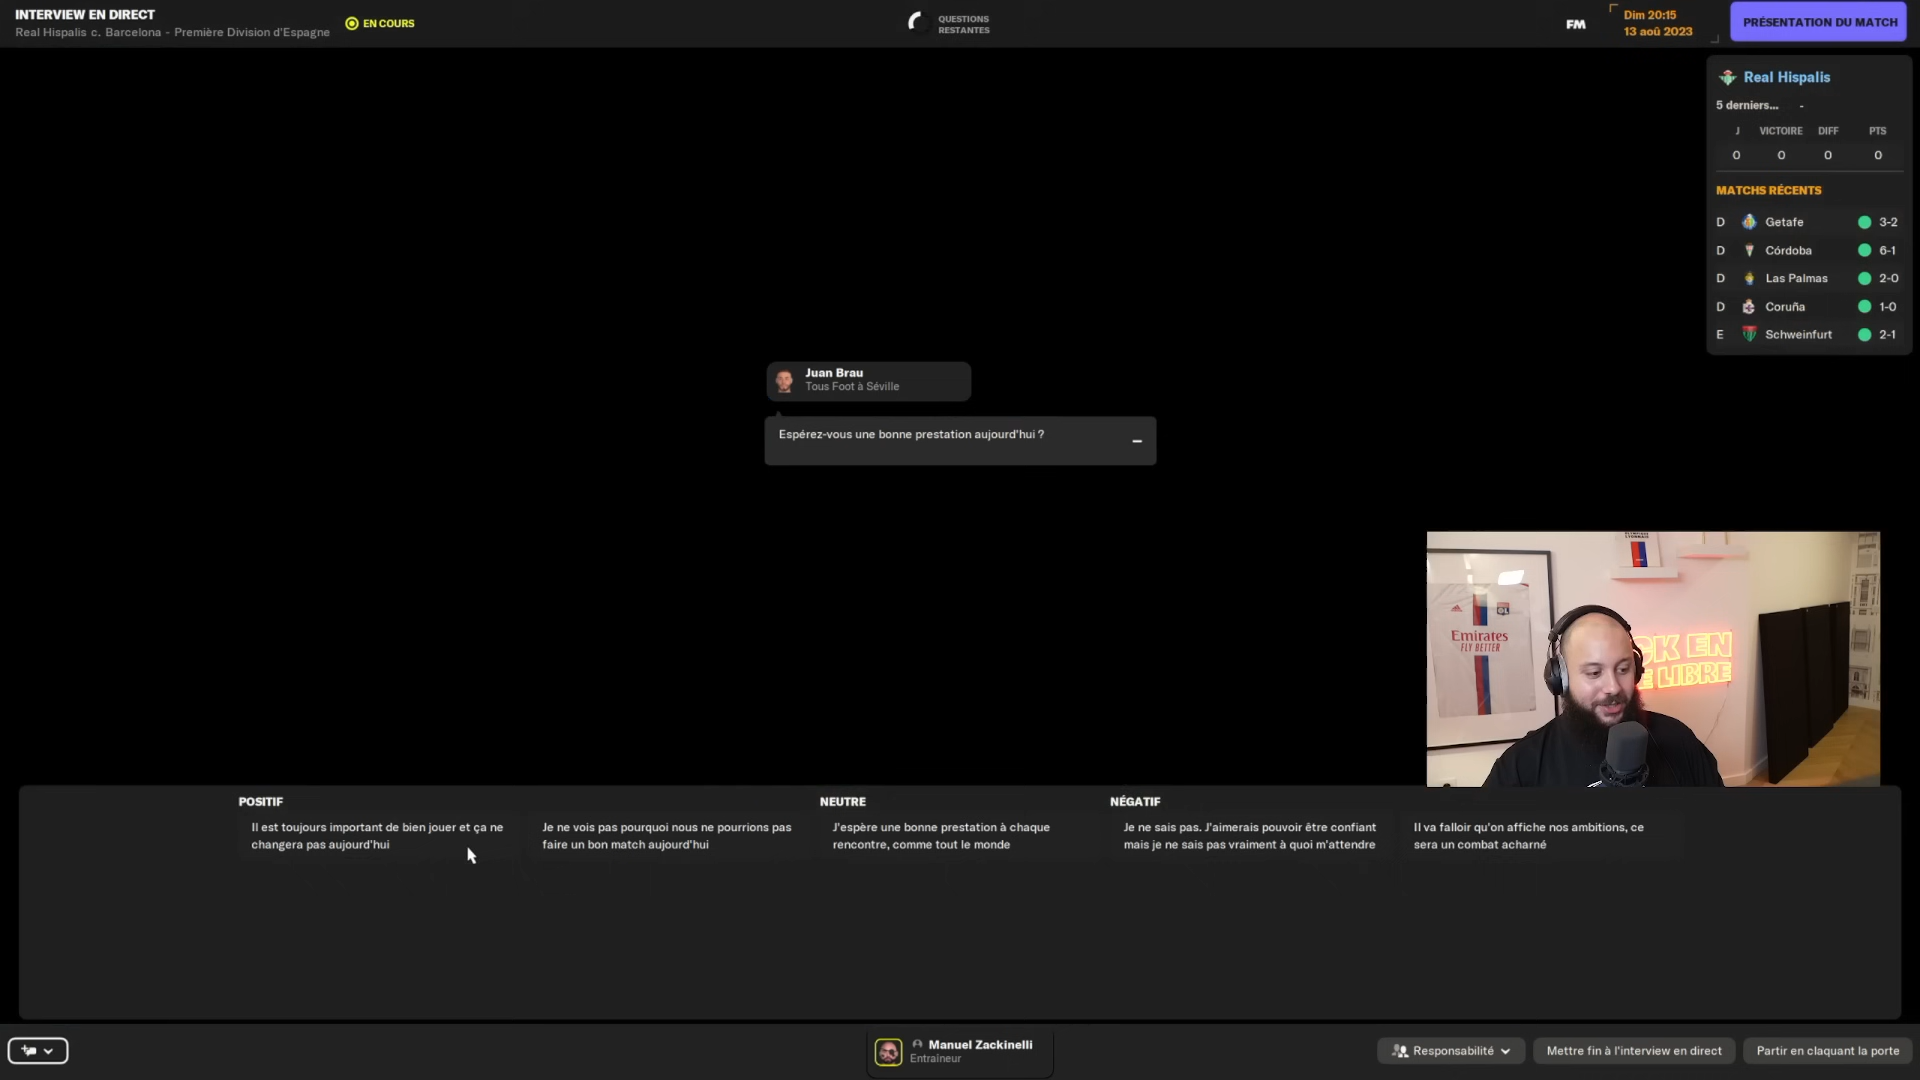 INTERVIEW EN DIRECT
Real Hispalis c. Barcelona - Première Division d'Espagne
EN COURS
QUESTIONS
RESTANTES
FM
Dim 20:15
13 aoû 2023
PRÉSENTATION DU MATCH
Real Hispalis
5 derniers... -
J VICTOIRE DIFF PTS
0 0 0 0
MATCHS RÉCENTS
D Getafe 3-2
D Córdoba 6-1
D Las Palmas 2-0
D Coruña 1-0
E Schweinfurt 2-1
Juan Brau
Tous Foot à Séville
Espérez-vous une bonne prestation aujourd'hui ?
LYONNAIS
OL
Emirates
FLY BETTER
CK EN
E LIBRE
POSITIF
Il est toujours important de bien jouer et ça ne
changera pas aujourd'hui
Je ne vois pas pourquoi nous ne pourrions pas
faire un bon match aujourd'hui
NEUTRE
J'espère une bonne prestation à chaque
rencontre, comme tout le monde
NÉGATIF
Je ne sais pas. J'aimerais pouvoir être confiant
mais je ne sais pas vraiment à quoi m'attendre
Il va falloir qu'on affiche nos ambitions, ce
sera un combat acharné
Manuel Zackinelli
Entraîneur
Responsabilité
Mettre fin à l'interview en direct
Partir en claquant la porte